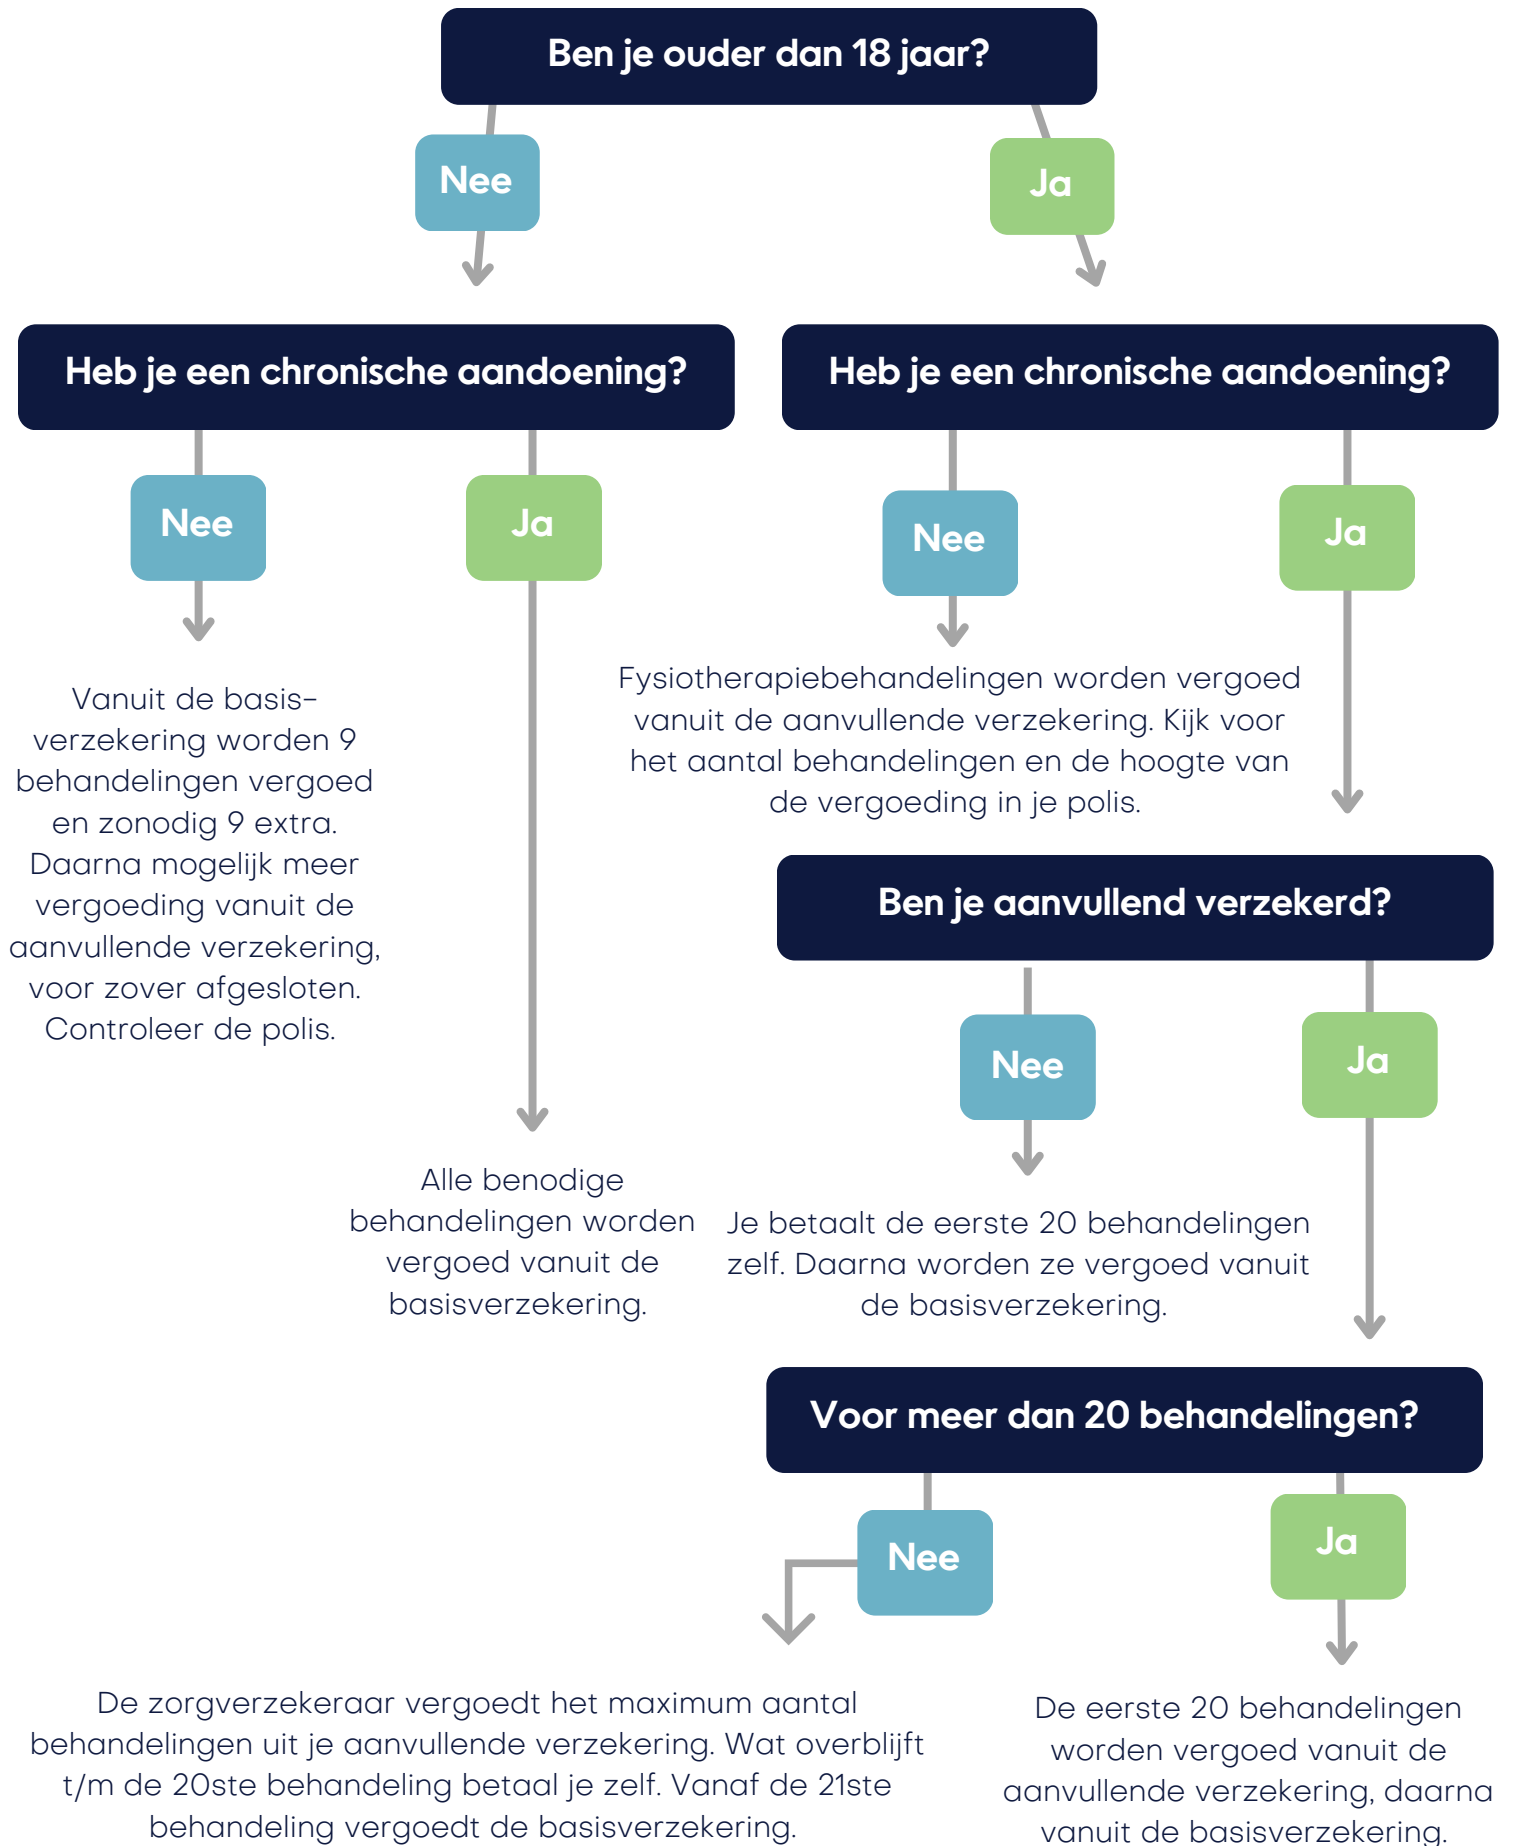 Ben je ouder dan 18 jaar?
Nee
Ja
Heb je een chronische aandoening?
Heb je een chronische aandoening?
Nee
Ja
Nee
Ja
Vanuit de basis-
verzekering worden 9
behandelingen vergoed
en zonodig 9 extra.
Daarna mogelijk meer
vergoeding vanuit de
aanvullende verzekering,
voor zover afgesloten.
Controleer de polis.
Fysiotherapiebehandelingen worden vergoed
vanuit de aanvullende verzekering. Kijk voor
het aantal behandelingen en de hoogte van
de vergoeding in je polis.
Ben je aanvullend verzekerd?
Nee
Ja
Alle benodige
behandelingen worden
vergoed vanuit de
basisverzekering.
Je betaalt de eerste 20 behandelingen
zelf. Daarna worden ze vergoed vanuit
de basisverzekering.
Voor meer dan 20 behandelingen?
Nee
Ja
De zorgverzekeraar vergoedt het maximum aantal
behandelingen uit je aanvullende verzekering. Wat overblijft
t/m de 20ste behandeling betaal je zelf. Vanaf de 21ste
behandeling vergoedt de basisverzekering.
De eerste 20 behandelingen
worden vergoed vanuit de
aanvullende verzekering, daarna
vanuit de basisverzekering.